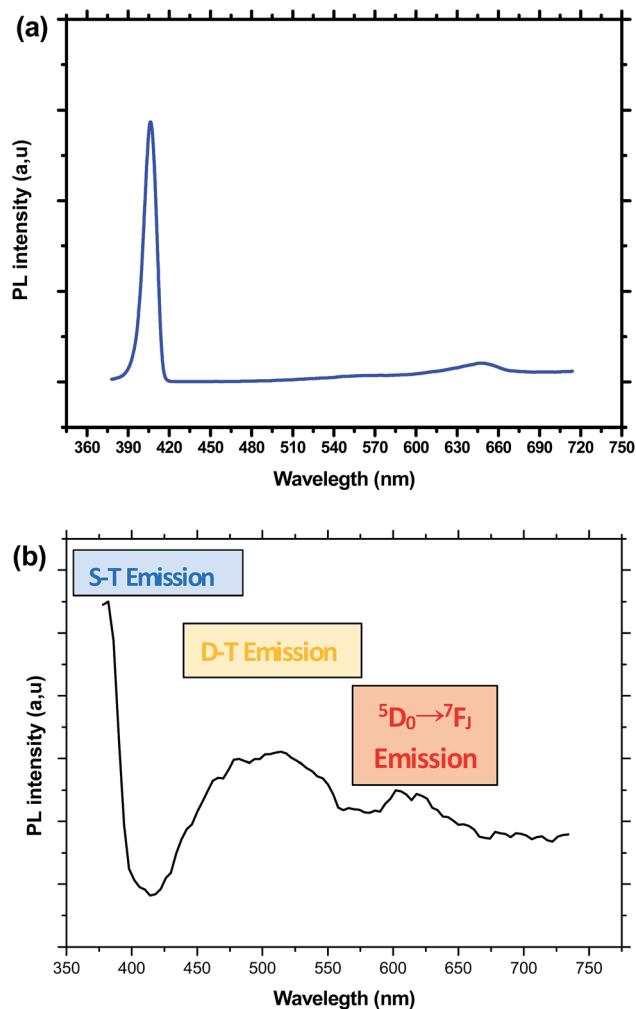 (a)
PL intensity (a,u)
360 390 420 450 480 510 540 570 600 630 660 690 720 750
Wavelegth (nm)
(b)
S-T Emission
D-T Emission
⁵D₀→⁷Fⱼ
Emission
PL intensity (a,u)
350 400 450 500 550 600 650 700 750
Wavelength (nm)